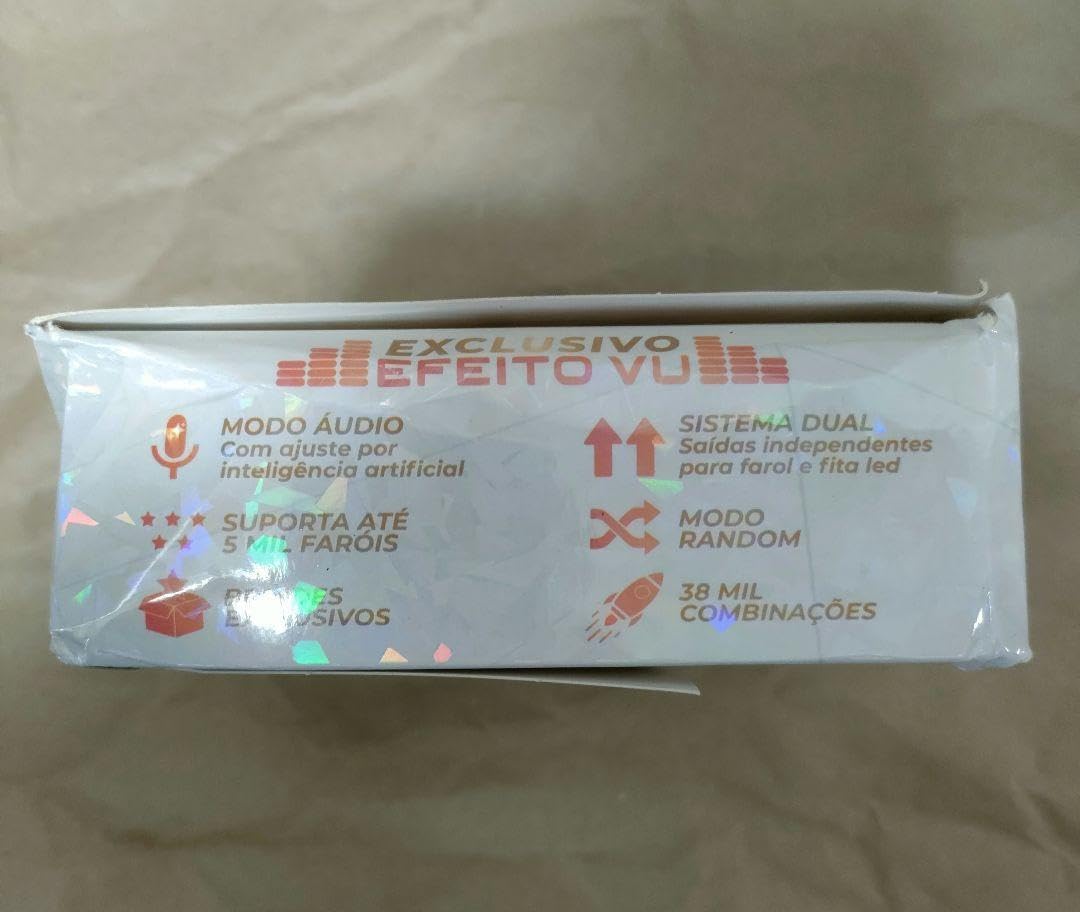 EXCLUSIVO
EFEITO VU
MODO ÁUDIO
Com ajuste por
inteligência artificial
SUPORTA ATÉ
5 MIL FARÓIS
SISTEMA DUAL
Saídas independentes
para farol e fita led
MODO
RANDOM
38 MIL
COMBINAÇÕES